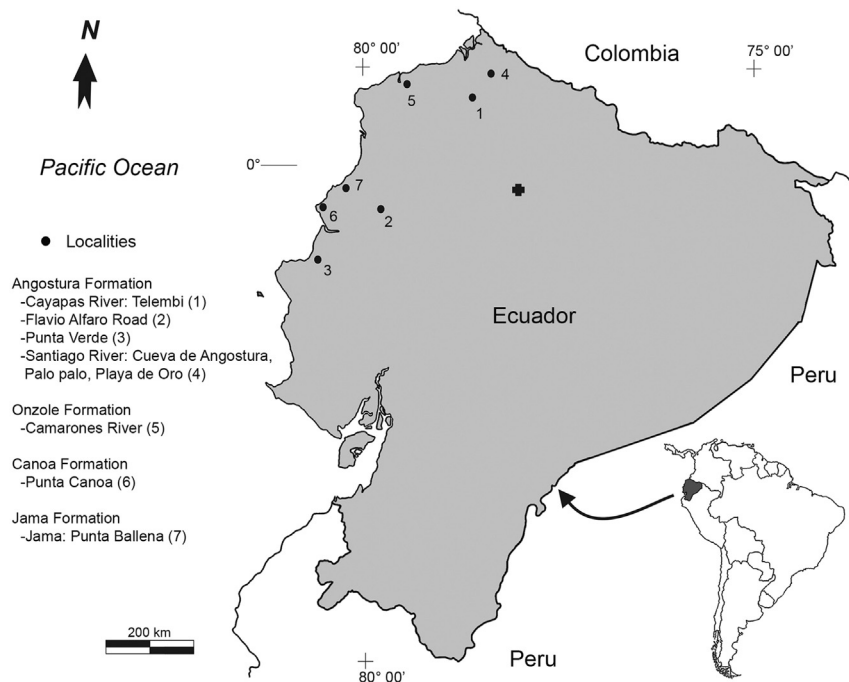 N
80° 00'
Colombia
75° 00'
4
5
1
0°
Pacific Ocean
7
6
2
Localities
3
Angostura Formation
-Cayapas River: Telembi (1)
-Flavio Alfaro Road (2)
-Punta Verde (3)
-Santiago River: Cueva de Angostura,
Palo palo, Playa de Oro (4)
Ecuador
Peru
Onzole Formation
-Camarones River (5)
Canoa Formation
-Punta Canoa (6)
Jama Formation
-Jama: Punta Ballena (7)
200 km
80° 00'
Peru